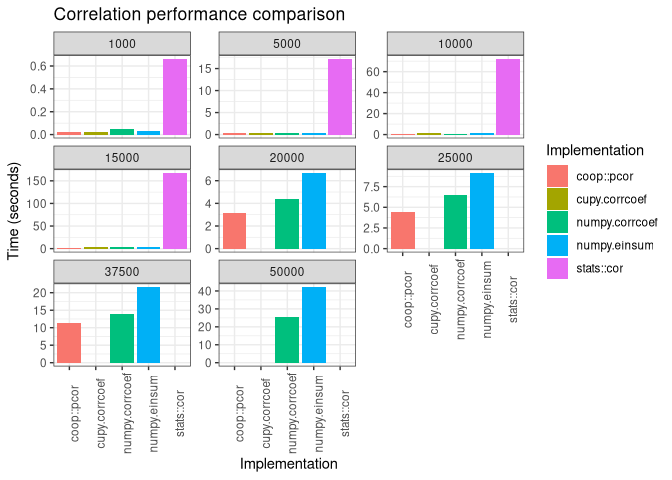 Correlation performance comparison
1000
5000
10000
0.6
0.4
0.2
0.0
15
10
5
0
60
40
20
0
15000
20000
25000
150
100
50
0
6
4
2
0
7.5
5.0
2.5
0.0
37500
50000
20
15
10
5
0
40
30
20
10
0
coop::pcor
cupy.corrcoef
numpy.corrcoef
numpy.einsum
stats::cor
coop::pcor
cupy.corrcoef
numpy.corrcoef
numpy.einsum
stats::cor
coop::pcor
cupy.corrcoef
numpy.corrcoef
numpy.einsum
stats::cor
Time (seconds)
Implementation
Implementation
coop::pcor
cupy.corrcoef
numpy.corrcoef
numpy.einsum
stats::cor